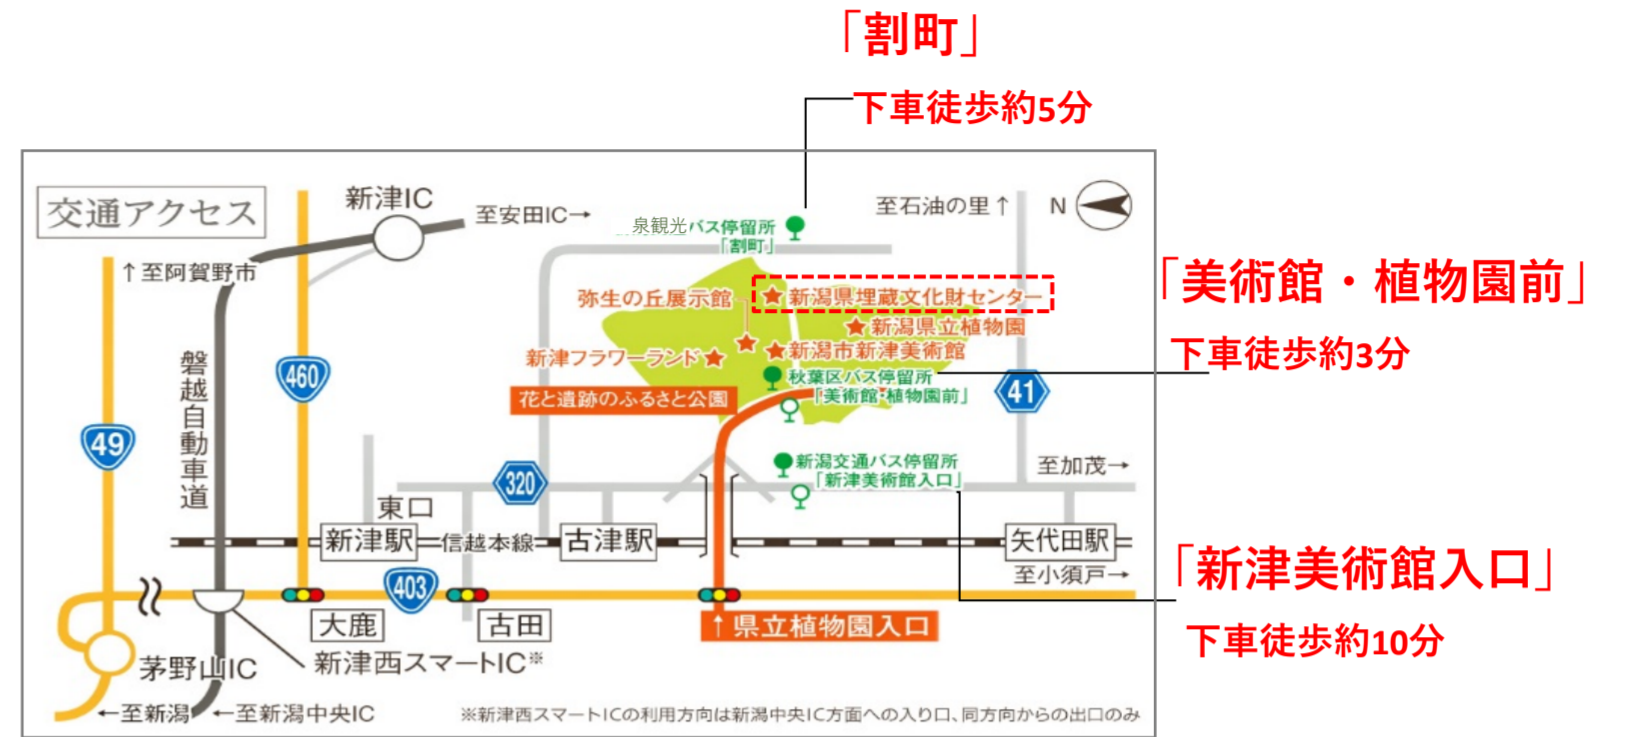 「割町」
下車徒歩約5分
交通アクセス
新津IC
至安田IC→
至石油の里↑
N
泉観光バス停留所
「割町」
↑至阿賀野市
「美術館・植物園前」
下車徒歩約3分
弥生の丘展示館
★新潟県埋蔵文化財センター
★新潟県立植物園
新津フラワーランド★
★新潟市新津美術館
秋葉区バス停留所
「美術館・植物園前」
花と遺跡のふるさと公園
磐越自動車道
460
41
49
新潟交通バス停留所
「新津美術館入口」
至加茂→
320
東口
新津駅
信越本線
古津駅
矢代田駅
至小須戸→
「新津美術館入口」
下車徒歩約10分
403
大鹿
古田
↑県立植物園入口
茅野山IC
新津西スマートIC※
←至新潟
←至新潟中央IC
※新津西スマートICの利用方向は新潟中央IC方面への入り口、同方向からの出口のみ